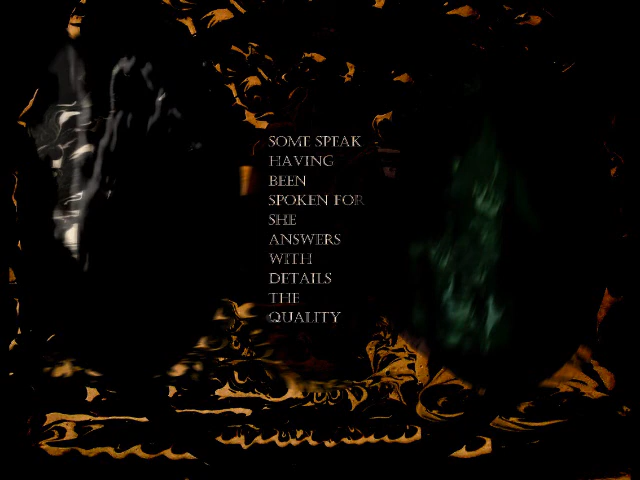 SOME SPEAK
HAVING
BEEN
SPOKEN FOR
SHE
ANSWERS
WITH
DETAILS
THE
QUALITY